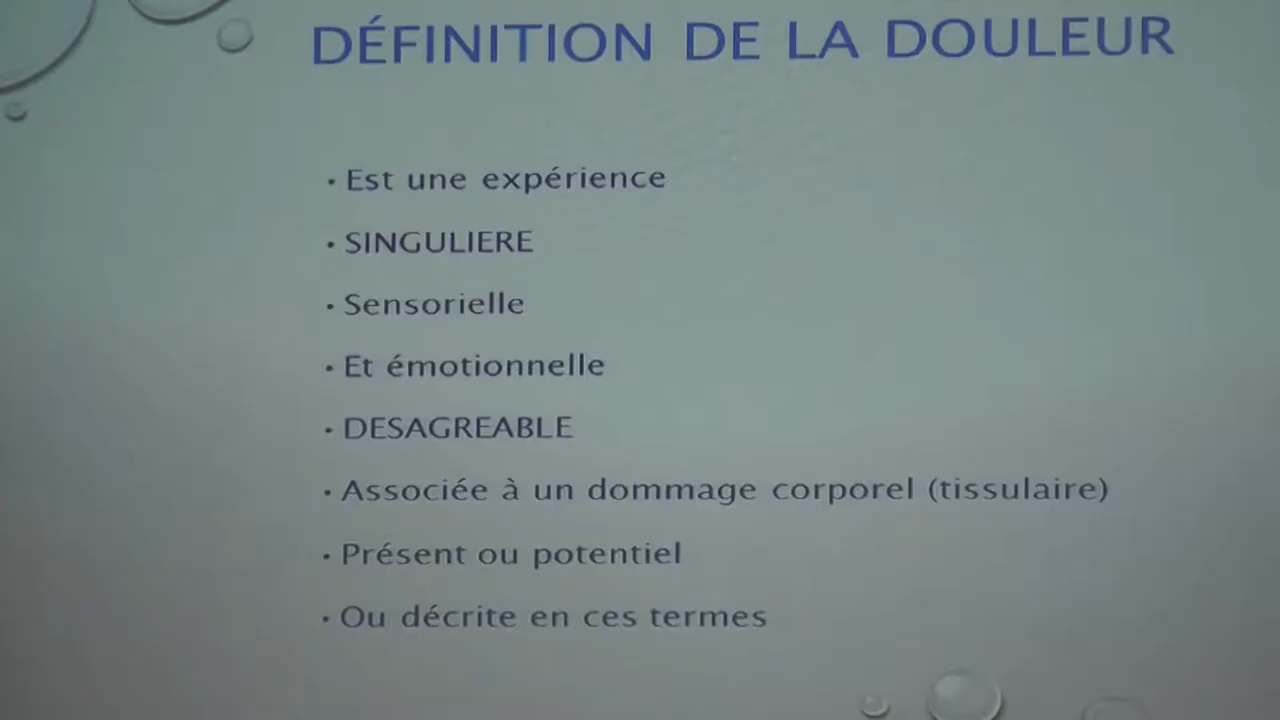 DÉFINITION DE LA DOULEUR
• Est une expérience
• SINGULIERE
• Sensorielle
• Et émotionnelle
• DESAGREABLE
• Associée à un dommage corporel (tissulaire)
• Présent ou potentiel
• Ou décrite en ces termes